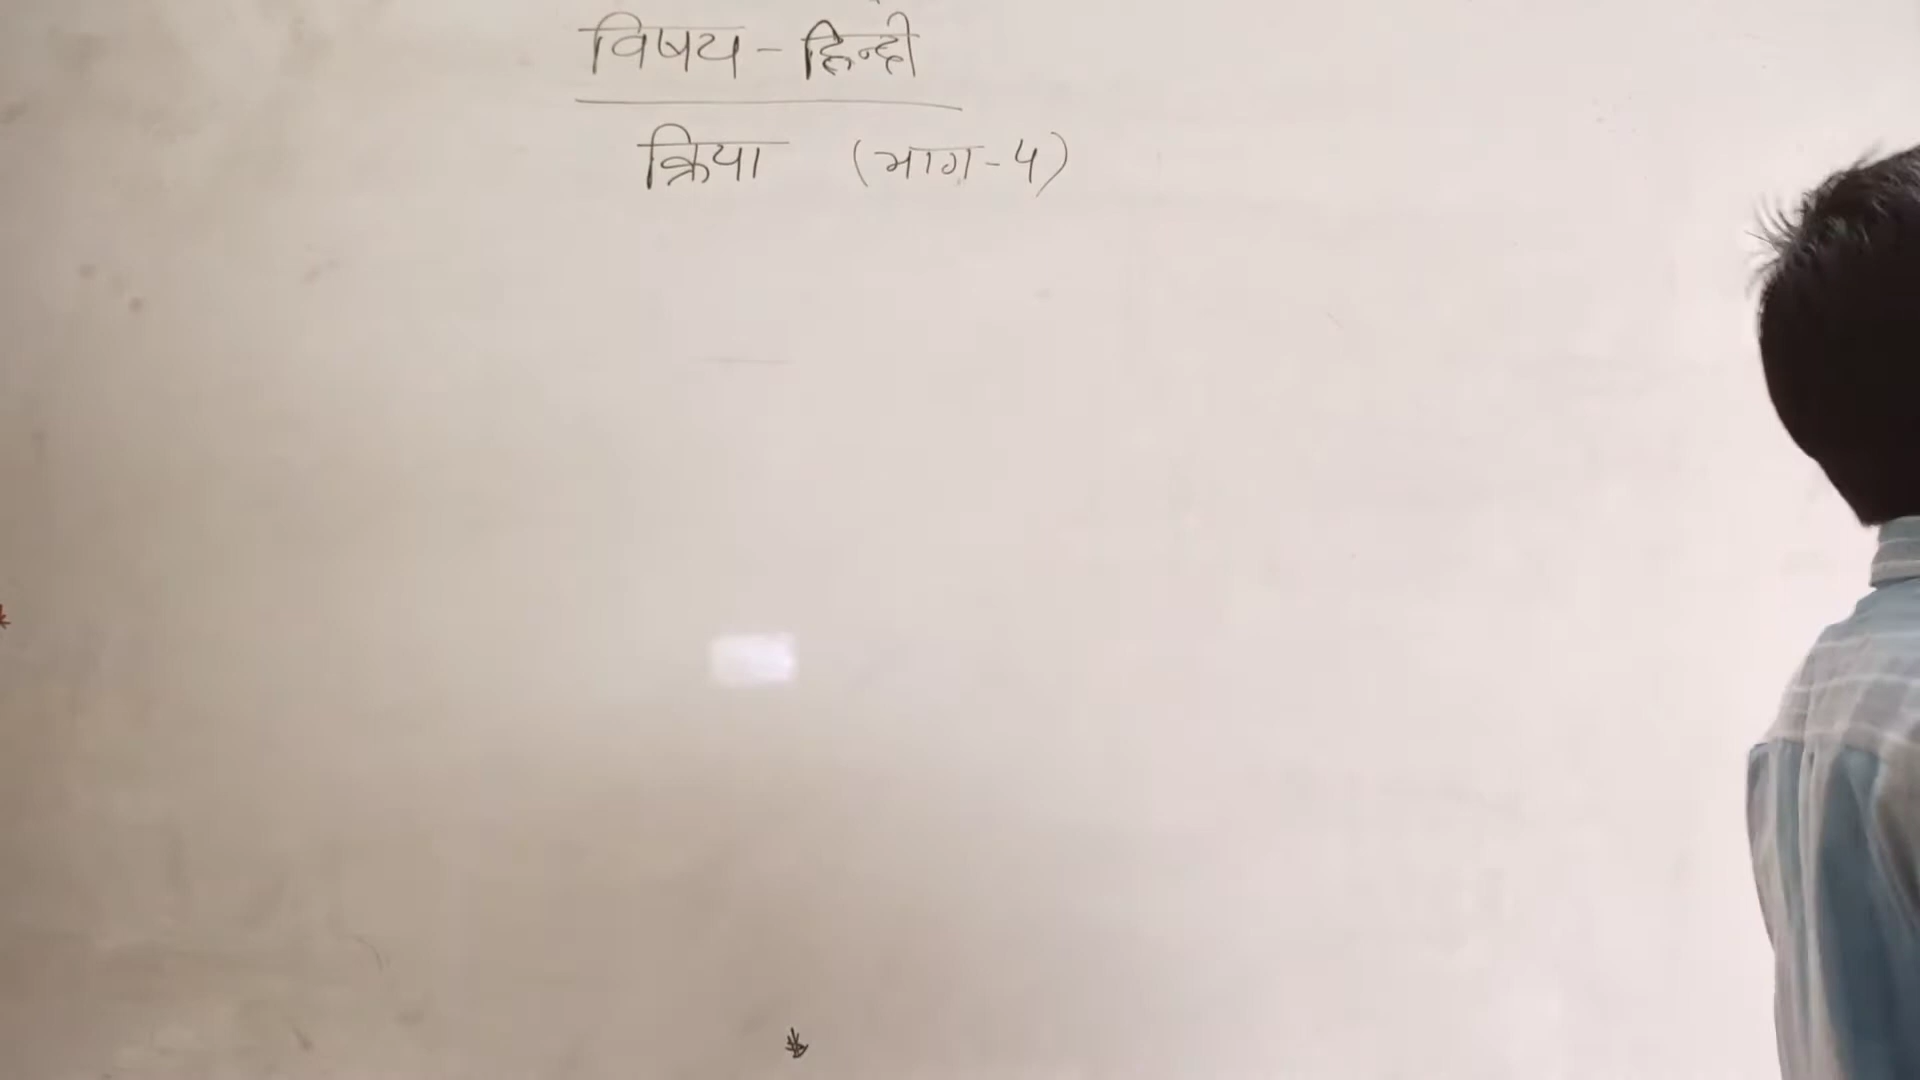 विषय - हिन्दी
क्रिया (भाग - 4)